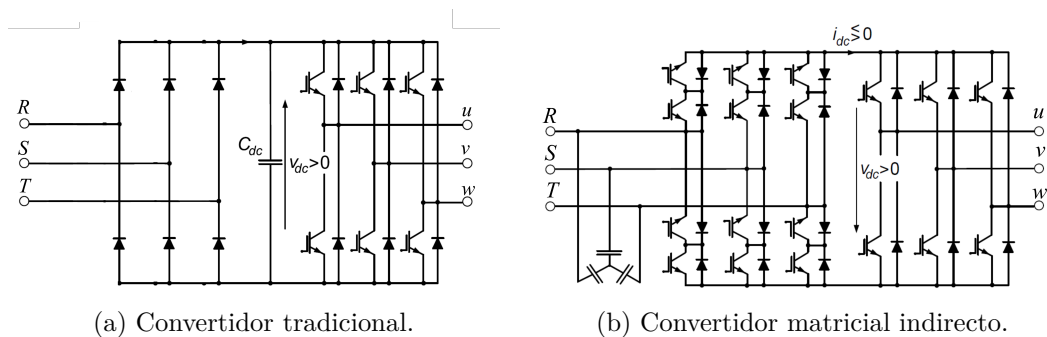 R
S
T
C_dc
v_dc>0
u
v
w
(a) Convertidor tradicional.
i_dc≶0
R
S
T
v_dc>0
u
v
w
(b) Convertidor matricial indirecto.